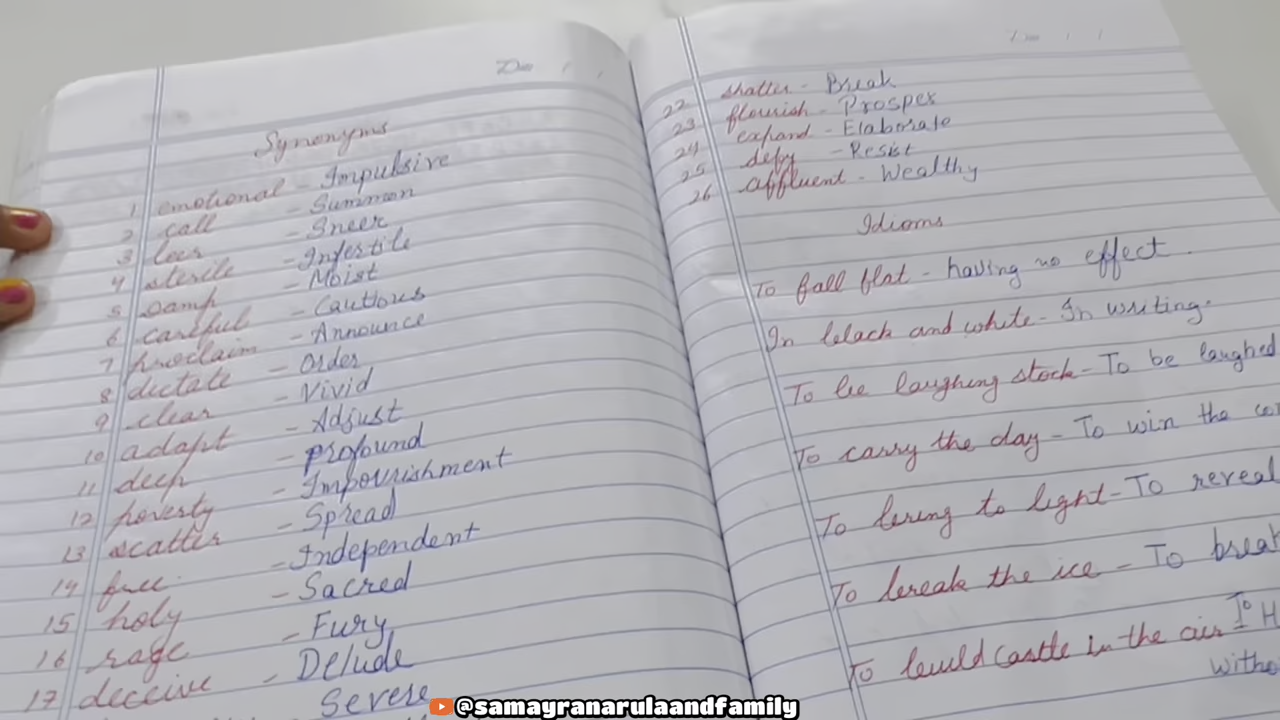 Synonyms
1 emotional - Impulsive
2 call - Summon
3 leer - Sneer
4 sterile - Infertile
5 Damp - Moist
6 careful - Cautious
7 proclaim - Announce
8 dictate - Order
9 clear - Vivid
10 adapt - Adjust
11 deep - Profound
12 poverty - Impovrishment
13 scatter - Spread
14 free - Independent
15 holy - Sacred
16 rage - Fury
17 deceive - Delude
Severe
22 shatter - Break
23 flourish - Prosper
24 expand - Elaborate
25 defy - Resist
26 affluent - Wealthy
Idioms
To fall flat - having no effect.
In black and white - In writing.
To be laughing stock - To be laughed
To carry the day - To win the
To bring to light - To reveal
To break the ice - To break
To build castle in the air To
@samayranarulaandfamily